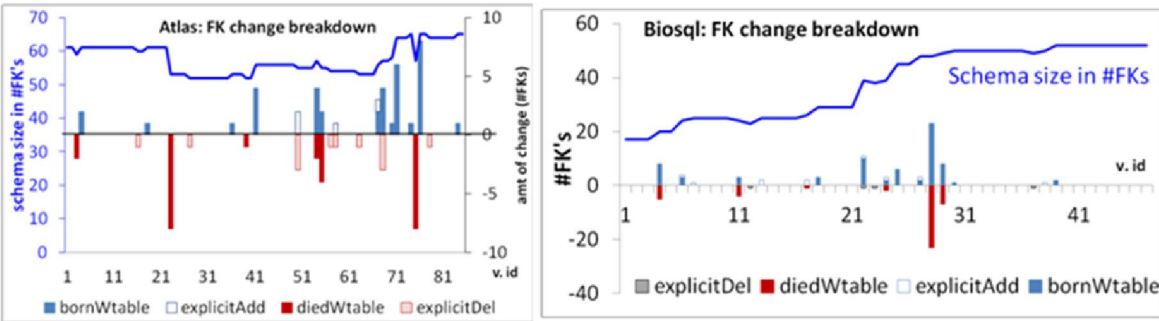 Atlas: FK change breakdown
schema size in #FK's
70
60
50
40
30
20
10
0
10
5
0
-5
-10
amt of change (#FKs)
1 11 21 31 41 51 61 71 81
v. id
bornWtable explicitAdd diedWtable explicitDel
Biosql: FK change breakdown
Schema size in #FKs
#FK's
60
40
20
0
-20
-40
v. id
1 11 21 31 41
explicitDel diedWtable explicitAdd bornWtable